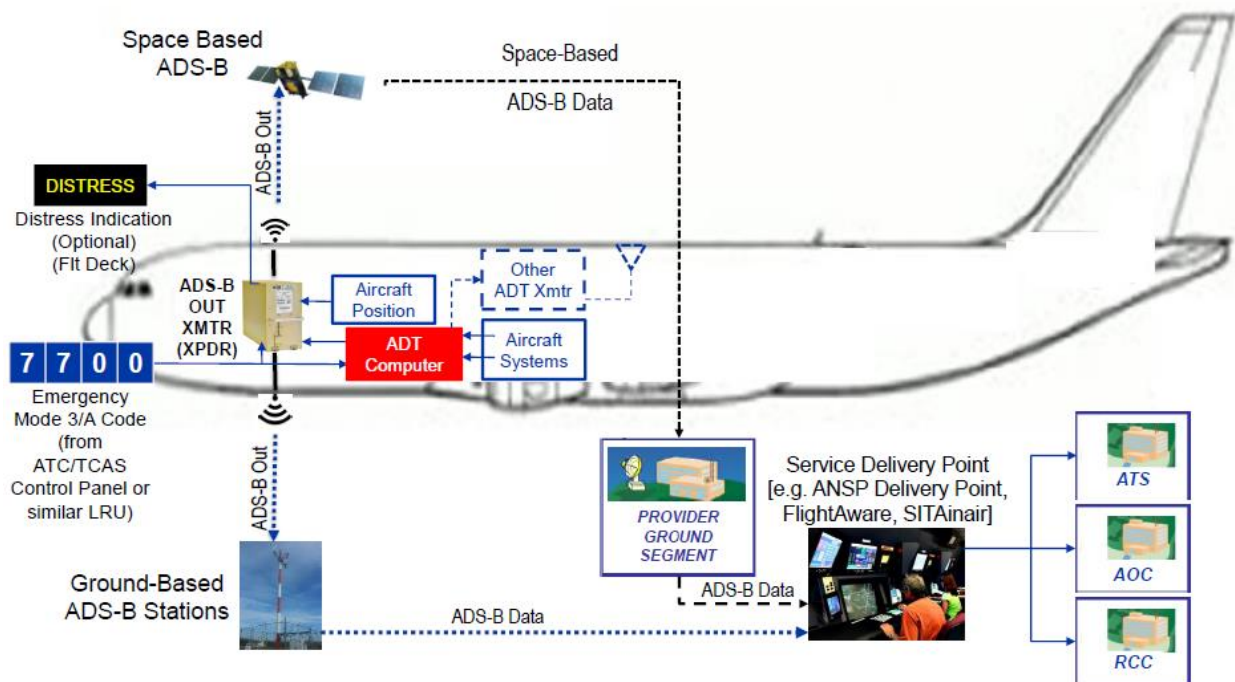 Space Based
ADS-B
Space-Based
ADS-B Data
ADS-B Out
DISTRESS
Distress Indication
(Optional)
(Flt Deck)
ADS-B
OUT
XMTR
(XPDR)
Aircraft
Position
Other
ADT Xmtr
ADT
Computer
Aircraft
Systems
7 7 0 0
Emergency
Mode 3/A Code
(from
ATC/TCAS
Control Panel or
similar LRU)
ADS-B Out
Ground-Based
ADS-B Stations
ADS-B Data
PROVIDER
GROUND
SEGMENT
ADS-B Data
Service Delivery Point
[e.g. ANSP Delivery Point,
FlightAware, SITAinair]
ATS
AOC
RCC